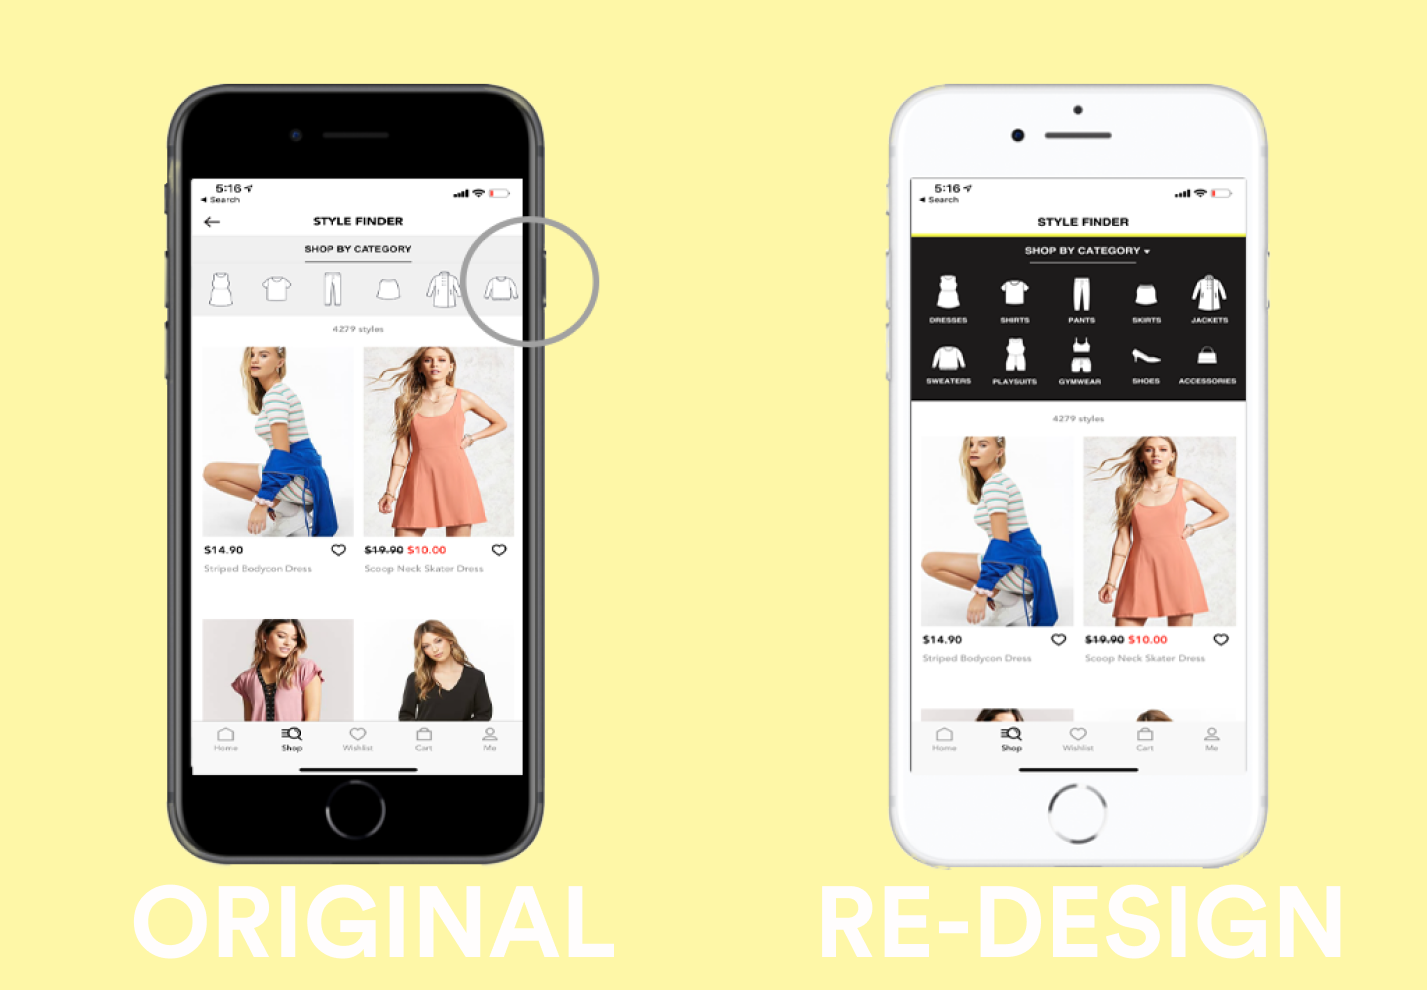 5:16
◀ Search
STYLE FINDER
SHOP BY CATEGORY
4279 styles
$14.90
$19.90 $10.00
Striped Bodycon Dress
Scoop Neck Skater Dress
Home
Shop
Wishlist
Cart
Me
ORIGINAL
5:16
◀ Search
STYLE FINDER
SHOP BY CATEGORY
DRESSES
SHIRTS
PANTS
SKIRTS
JACKETS
SWEATERS
PLAYSUITS
GYMWEAR
SHOES
ACCESSORIES
4279 styles
$14.90
$19.90 $10.00
Striped Bodycon Dress
Scoop Neck Skater Dress
Home
Shop
Wishlist
Cart
Me
RE-DESIGN